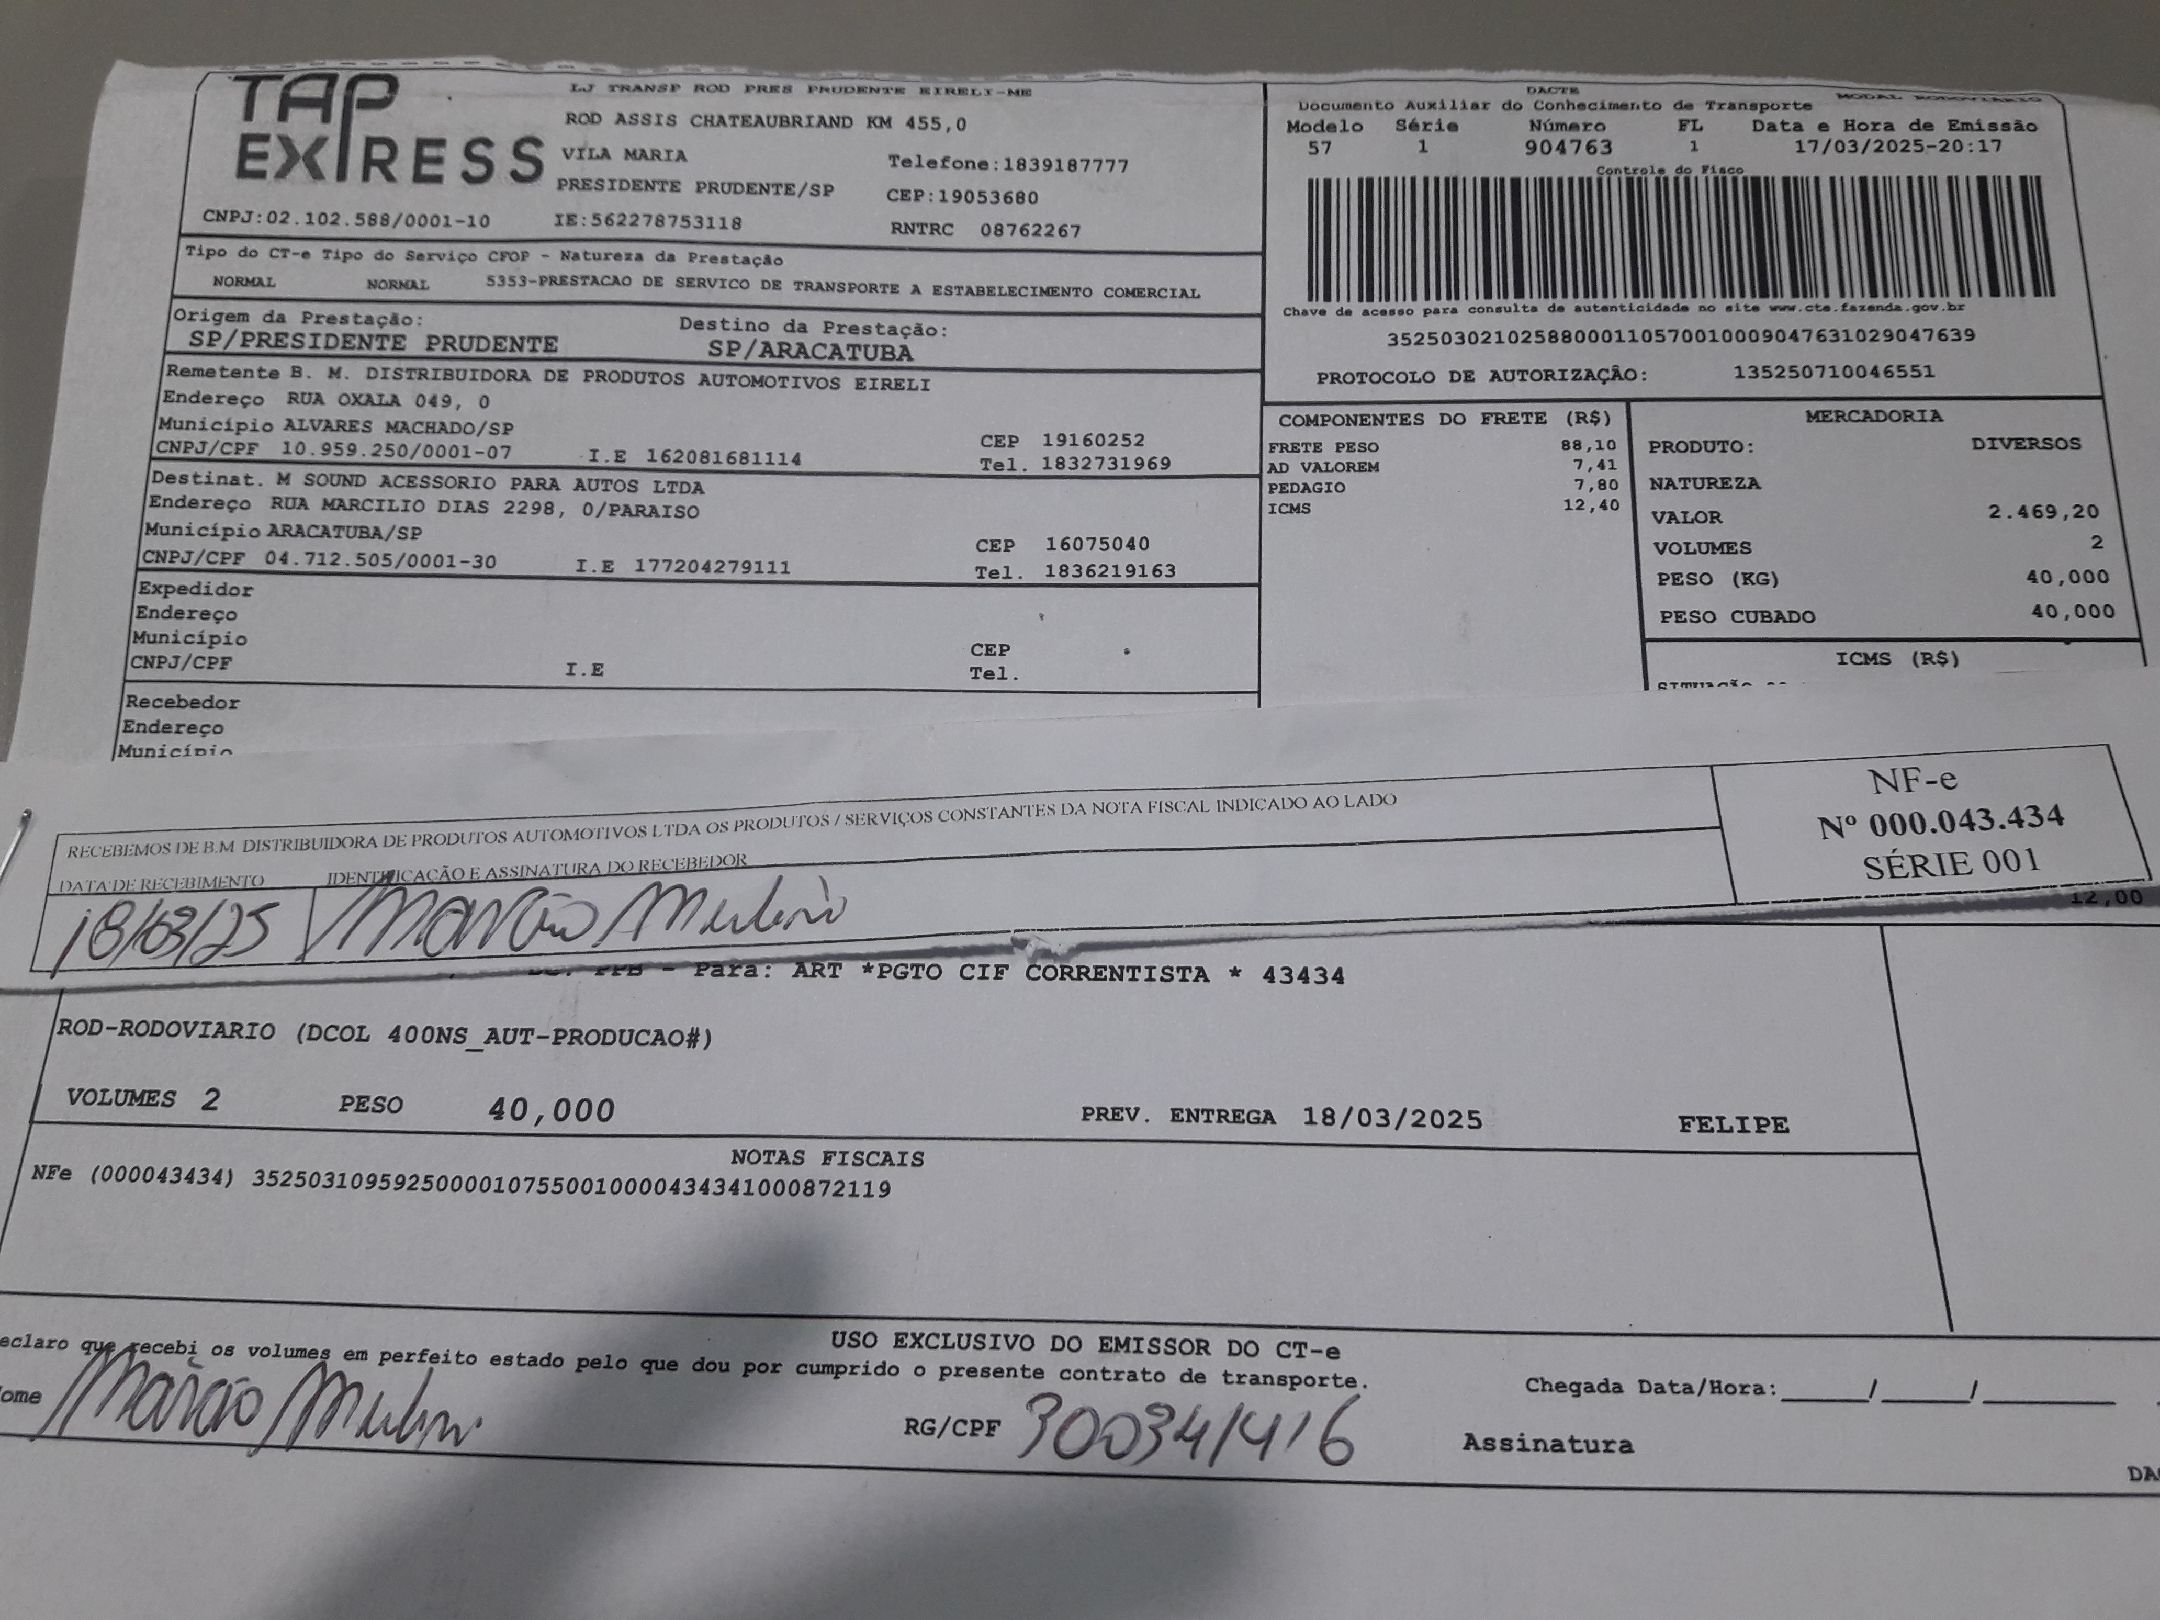 TAP EXPRESS
LJ TRANSP ROD PRES PRUDENTE EIRELI-ME
ROD ASSIS CHATEAUBRIAND KM 455,0
VILA MARIA Telefone:1839187777
PRESIDENTE PRUDENTE/SP CEP:19053680
CNPJ:02.102.588/0001-10 IE:562278753118 RNTRC 08762267
Tipo do CT-e Tipo do Serviço CFOP - Natureza da Prestação
NORMAL NORMAL 5353-PRESTACAO DE SERVICO DE TRANSPORTE A ESTABELECIMENTO COMERCIAL
Origem da Prestação: Destino da Prestação:
SP/PRESIDENTE PRUDENTE SP/ARACATUBA
Remetente B. M. DISTRIBUIDORA DE PRODUTOS AUTOMOTIVOS EIRELI
Endereço RUA OXALA 049, 0
Município ALVARES MACHADO/SP CEP 19160252
CNPJ/CPF 10.959.250/0001-07 I.E 162081681114 Tel. 1832731969
Destinat. M SOUND ACESSORIO PARA AUTOS LTDA
Endereço RUA MARCILIO DIAS 2298, 0/PARAISO
Município ARACATUBA/SP CEP 16075040
CNPJ/CPF 04.712.505/0001-30 I.E 177204279111 Tel. 1836219163
Expedidor
Endereço
Município CEP
CNPJ/CPF I.E Tel.
Recebedor
Endereço
Município
DACTE
Documento Auxiliar do Conhecimento de Transporte MODAL RODOVIÁRIO
Modelo Série Número FL Data e Hora de Emissão
57 1 904763 1 17/03/2025-20:17
Controle do Fisco
Chave de acesso para consulta de autenticidade no site www.cte.fazenda.gov.br
35250302102588000110570010009047631029047639
PROTOCOLO DE AUTORIZAÇÃO: 135250710046551
COMPONENTES DO FRETE (R$)
FRETE PESO 88,10
AD VALOREM 7,41
PEDAGIO 7,80
ICMS 12,40
MERCADORIA
PRODUTO: DIVERSOS
NATUREZA
VALOR 2.469,20
VOLUMES 2
PESO (KG) 40,000
PESO CUBADO 40,000
ICMS (R$)
RECEBEMOS DE B.M DISTRIBUIDORA DE PRODUTOS AUTOMOTIVOS LTDA OS PRODUTOS / SERVIÇOS CONSTANTES DA NOTA FISCAL INDICADO AO LADO
DATA DE RECEBIMENTO IDENTIFICAÇÃO E ASSINATURA DO RECEBEDOR
18/03/25
NF-e
Nº 000.043.434
SÉRIE 001
12,00
Para: ART *PGTO CIF CORRENTISTA * 43434
ROD-RODOVIARIO (DCOL 400NS_AUT-PRODUCAO#)
VOLUMES 2 PESO 40,000 PREV. ENTREGA 18/03/2025 FELIPE
NOTAS FISCAIS
NFe (000043434) 35250310959250000107550010000434341000872119
USO EXCLUSIVO DO EMISSOR DO CT-e
eclaro que recebi os volumes em perfeito estado pelo que dou por cumprido o presente contrato de transporte.
ome RG/CPF 300341416 Chegada Data/Hora:_____/_____/_________
Assinatura